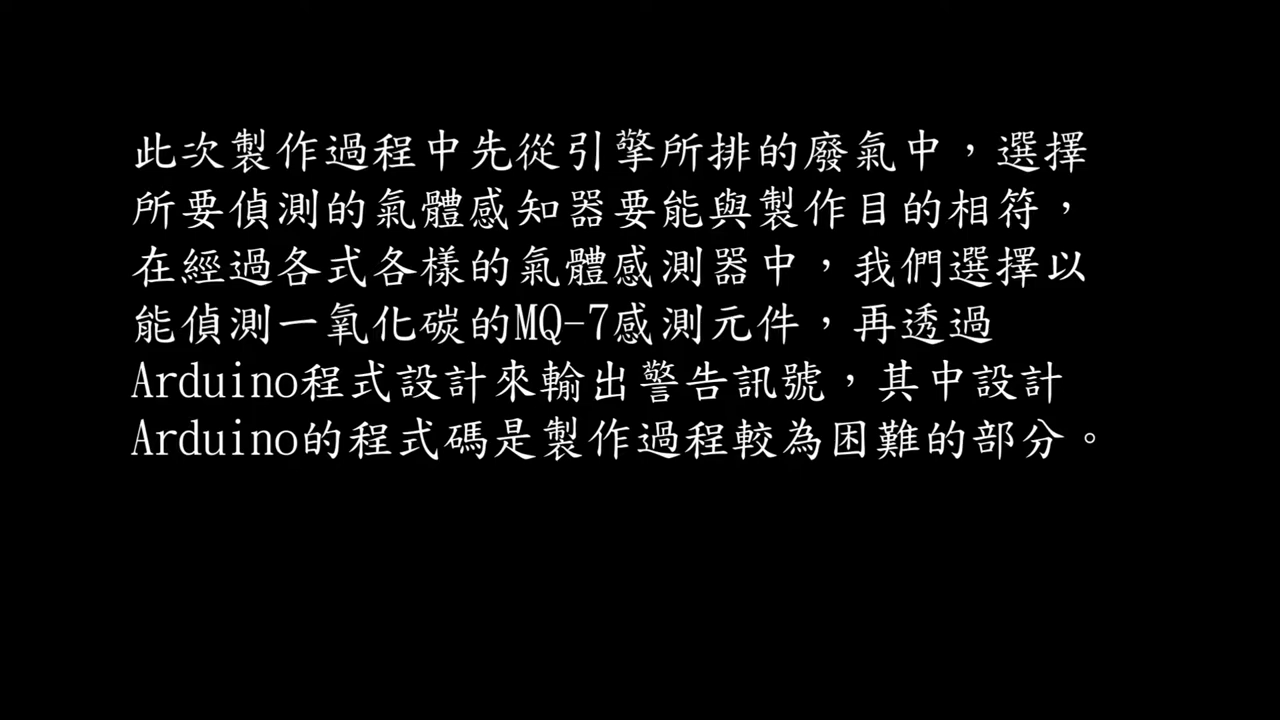 此次製作過程中先從引擎所排的廢氣中，選擇
所要偵測的氣體感知器要能與製作目的相符，
在經過各式各樣的氣體感測器中，我們選擇以
能偵測一氧化碳的MQ-7感測元件，再透過
Arduino程式設計來輸出警告訊號，其中設計
Arduino的程式碼是製作過程較為困難的部分。